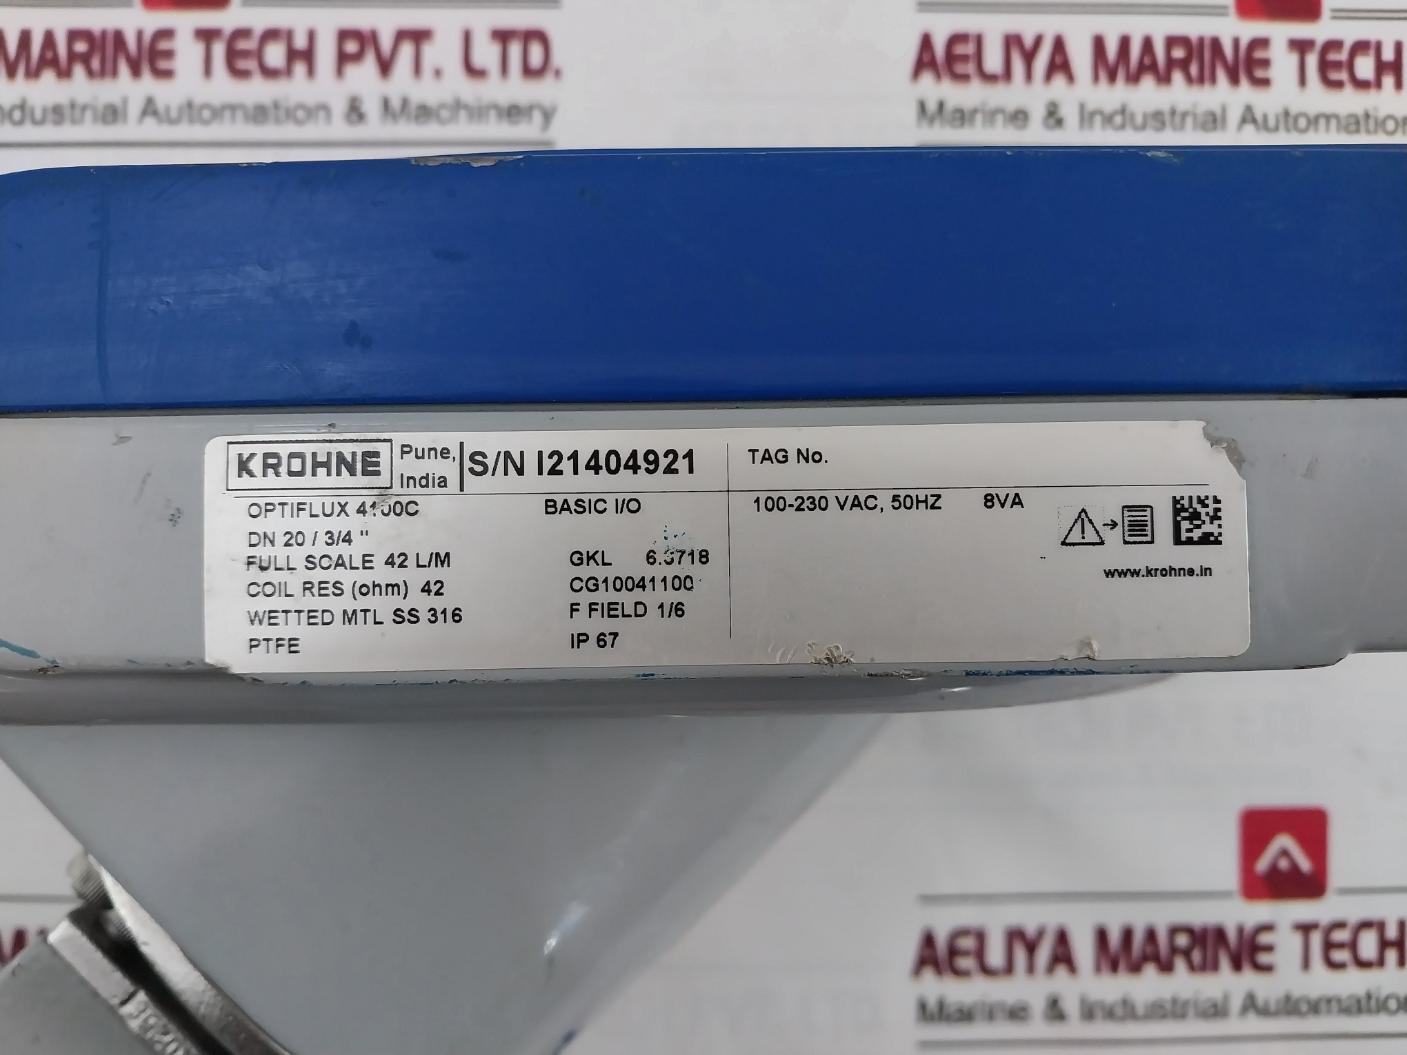 MARINE TECH PVT. LTD.
Industrial Automation & Machinery
AELIYA MARINE TECH
Marine & Industrial Automation
KROHNE Pune, India S/N I21404921 TAG No.
OPTIFLUX 4100C BASIC I/O 100-230 VAC, 50HZ 8VA
DN 20 / 3/4 "
FULL SCALE 42 L/M GKL
COIL RES (ohm) 42 CG10041100
WETTED MTL SS 316 F FIELD 1/6
PTFE IP 67
www.krohne.in
AELIYA MARINE TECH
Marine & Industrial Automation